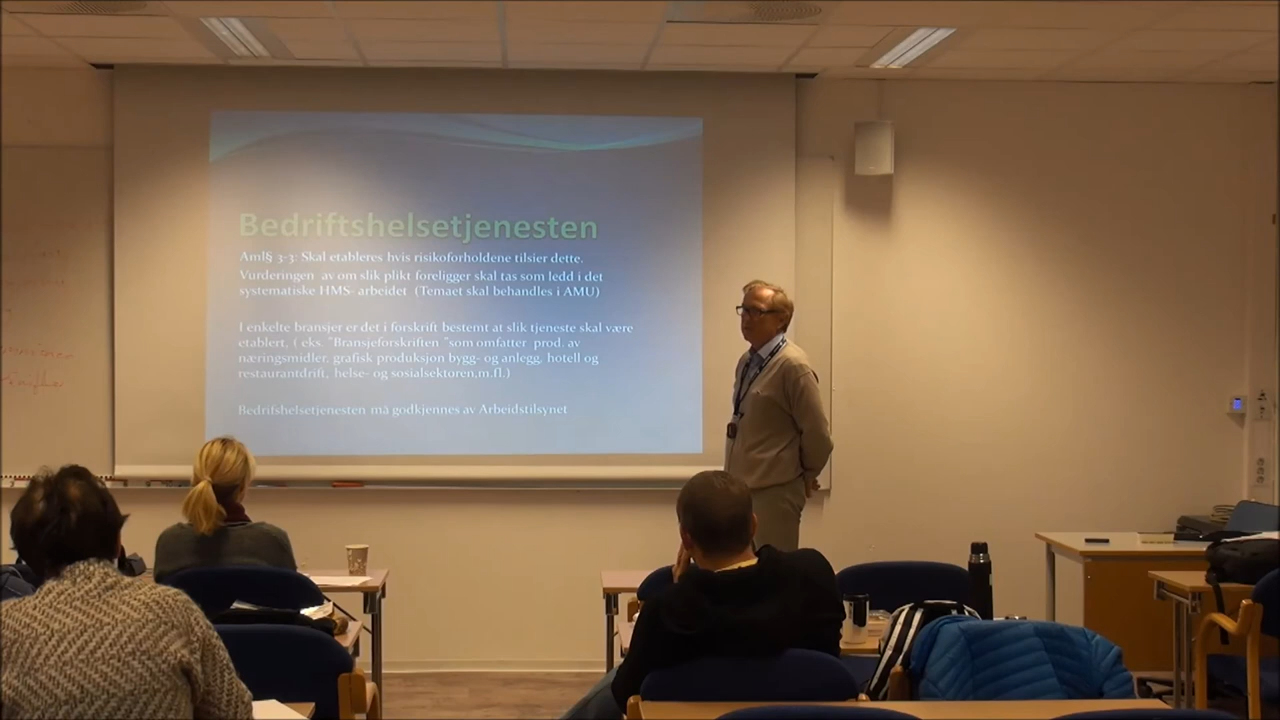 Bedriftshelsetjenesten
Aml§ 3-3: Skal etableres hvis risikoforholdene tilsier dette.
Vurderingen av om slik plikt foreligger skal tas som ledd i det
systematiske HMS- arbeidet (Temaet skal behandles i AMU)
I enkelte bransjer er det i forskrift bestemt at slik tjeneste skal være
etablert, ( eks. "Bransjeforskriften "som omfatter prod. av
næringsmidler, grafisk produksjon bygg- og anlegg, hotell og
restaurantdrift, helse- og sosialsektoren,m.fl.)
Bedrifshelsetjenesten må godkjennes av Arbeidstilsynet